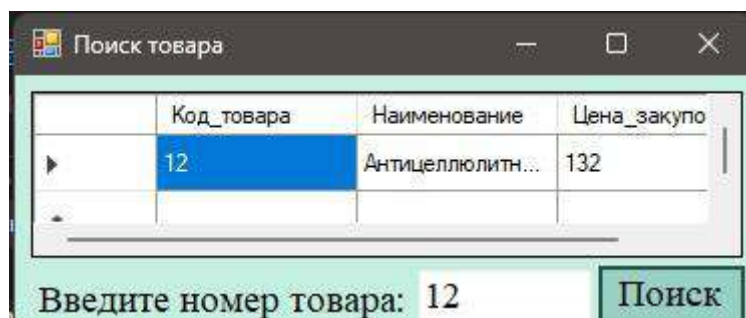 Поиск товара
Код_товара Наименование Цена_закупо
12 Антицеллюлитн... 132
Введите номер товара: 12 Поиск